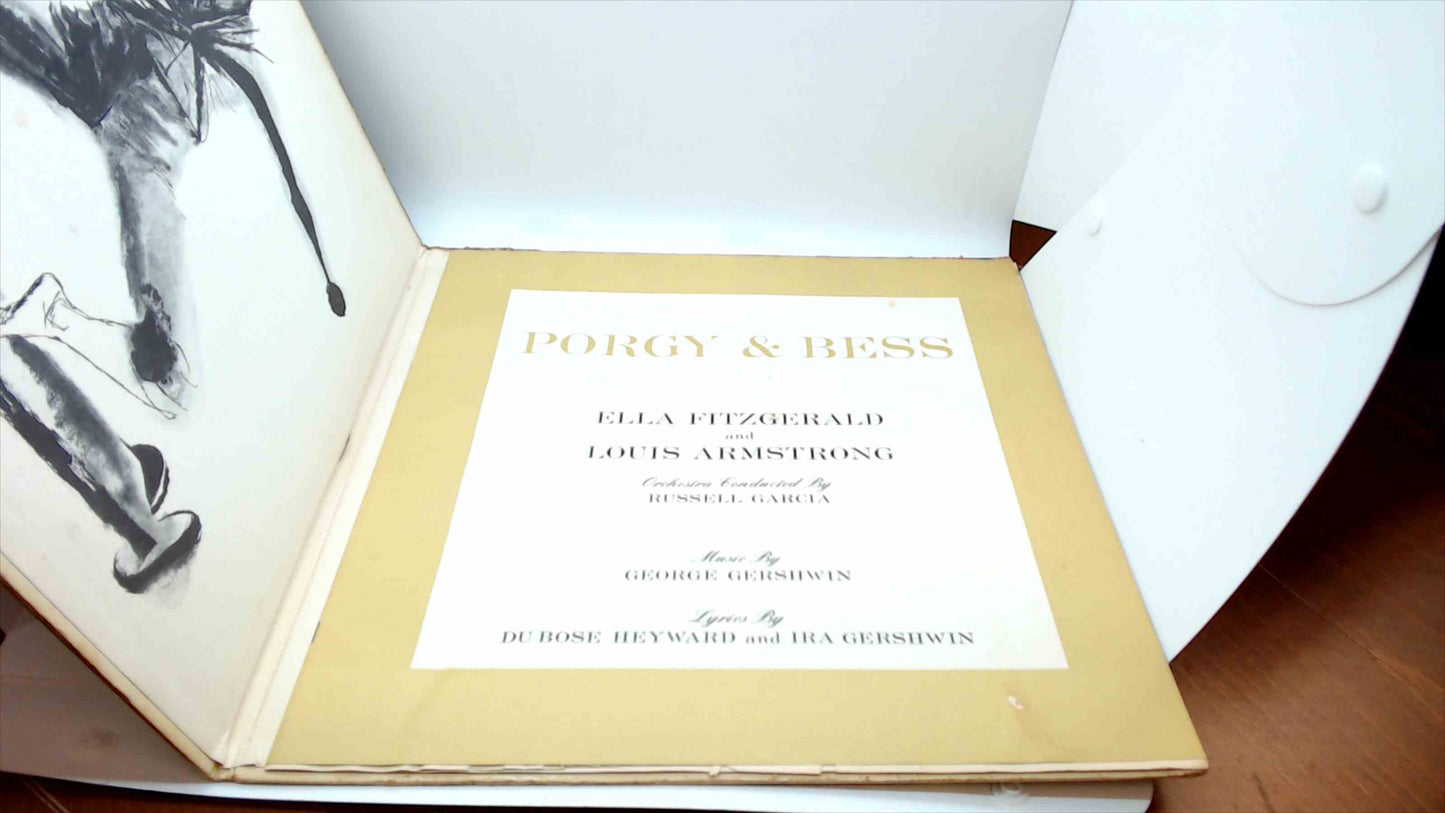 PORGY & BESS
ELLA FITZGERALD
and
LOUIS ARMSTRONG
Orchestra Conducted By
RUSSELL GARCIA
Music By
GEORGE GERSHWIN
Lyrics By
DU BOSE HEYWARD and IRA GERSHWIN